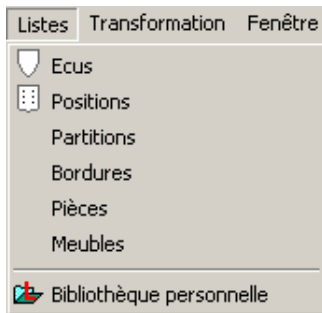 Listes Transformation Fenêtre
Ecus
Positions
Partitions
Bordures
Pièces
Meubles
Bibliothèque personnelle